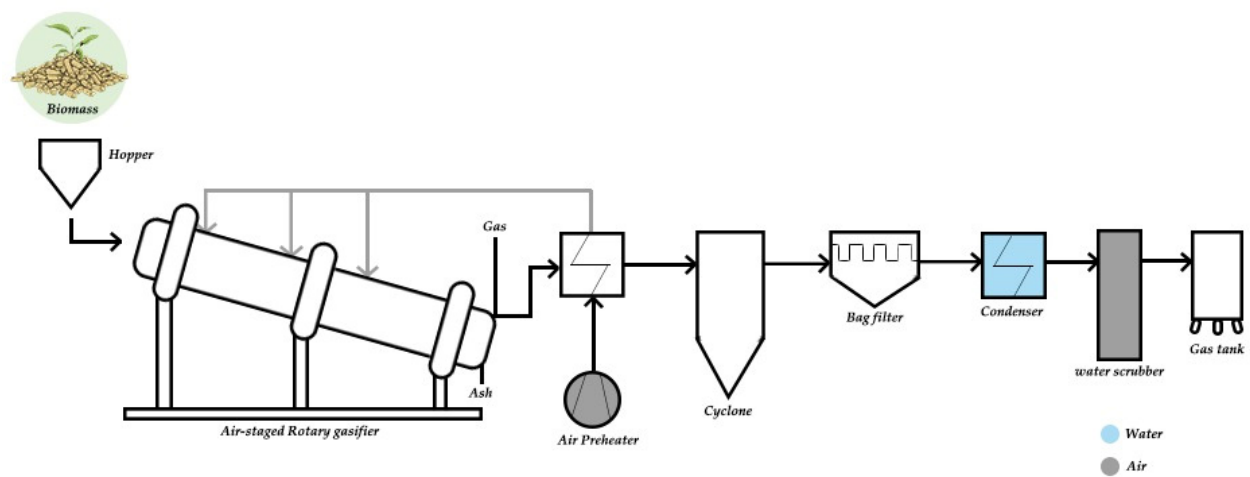 Biomass
Hopper
Gas
Ash
Air-staged Rotary gasifier
Air Preheater
Cyclone
Bag filter
Condenser
water scrubber
Gas tank
Water
Air